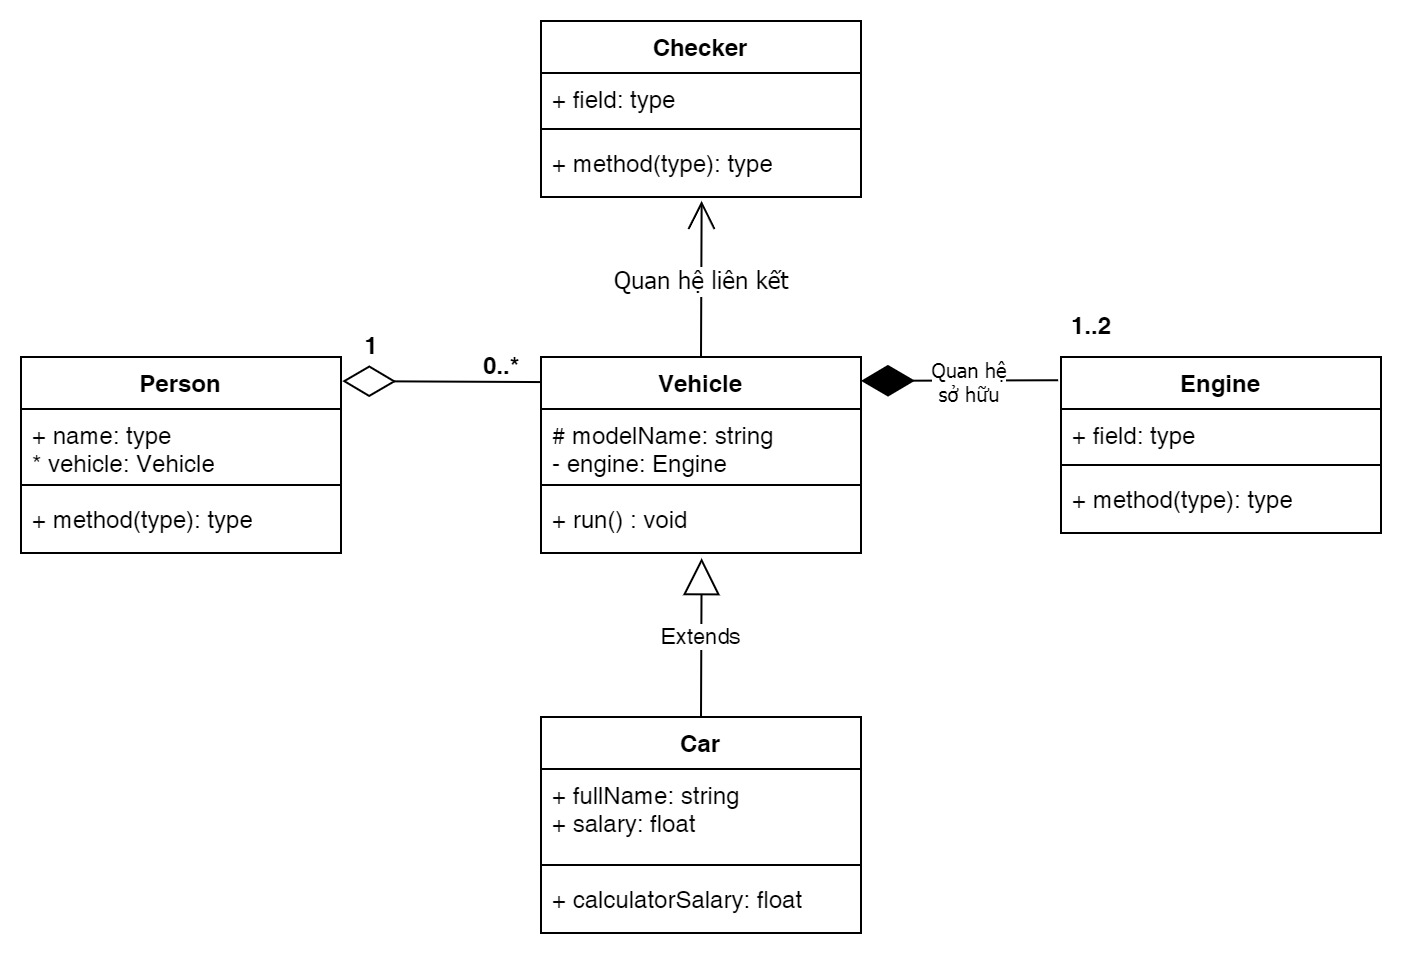 Checker
+ field: type
+ method(type): type
Quan hệ liên kết
1
0..*
1..2
Person
+ name: type
* vehicle: Vehicle
+ method(type): type
Vehicle
# modelName: string
- engine: Engine
+ run() : void
Quan hệ
sở hữu
Engine
+ field: type
+ method(type): type
Extends
Car
+ fullName: string
+ salary: float
+ calculatorSalary: float